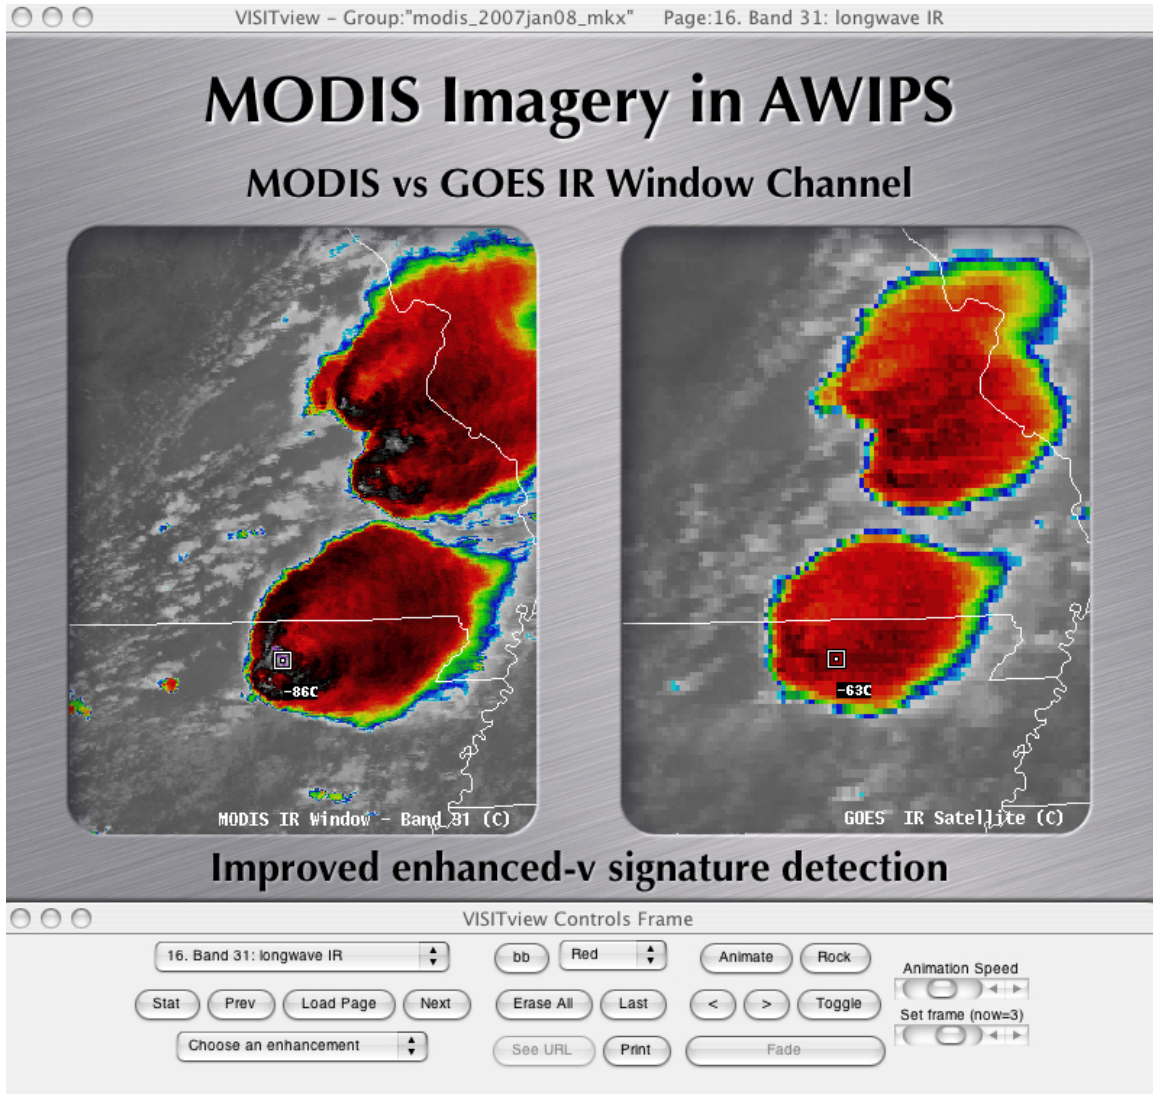 VISITview – Group:"modis_2007jan08_mkx"    Page:16. Band 31: longwave IR
MODIS Imagery in AWIPS
MODIS vs GOES IR Window Channel
-86C
-63C
MODIS IR Window - Band 31 (C)
GOES  IR Satellite (C)
Improved enhanced-v signature detection
VISITview Controls Frame
16. Band 31: longwave IR
bb
Red
Animate
Rock
Animation Speed
Stat
Prev
Load Page
Next
Erase All
Last
<
>
Toggle
Set frame (now=3)
Choose an enhancement
See URL
Print
Fade